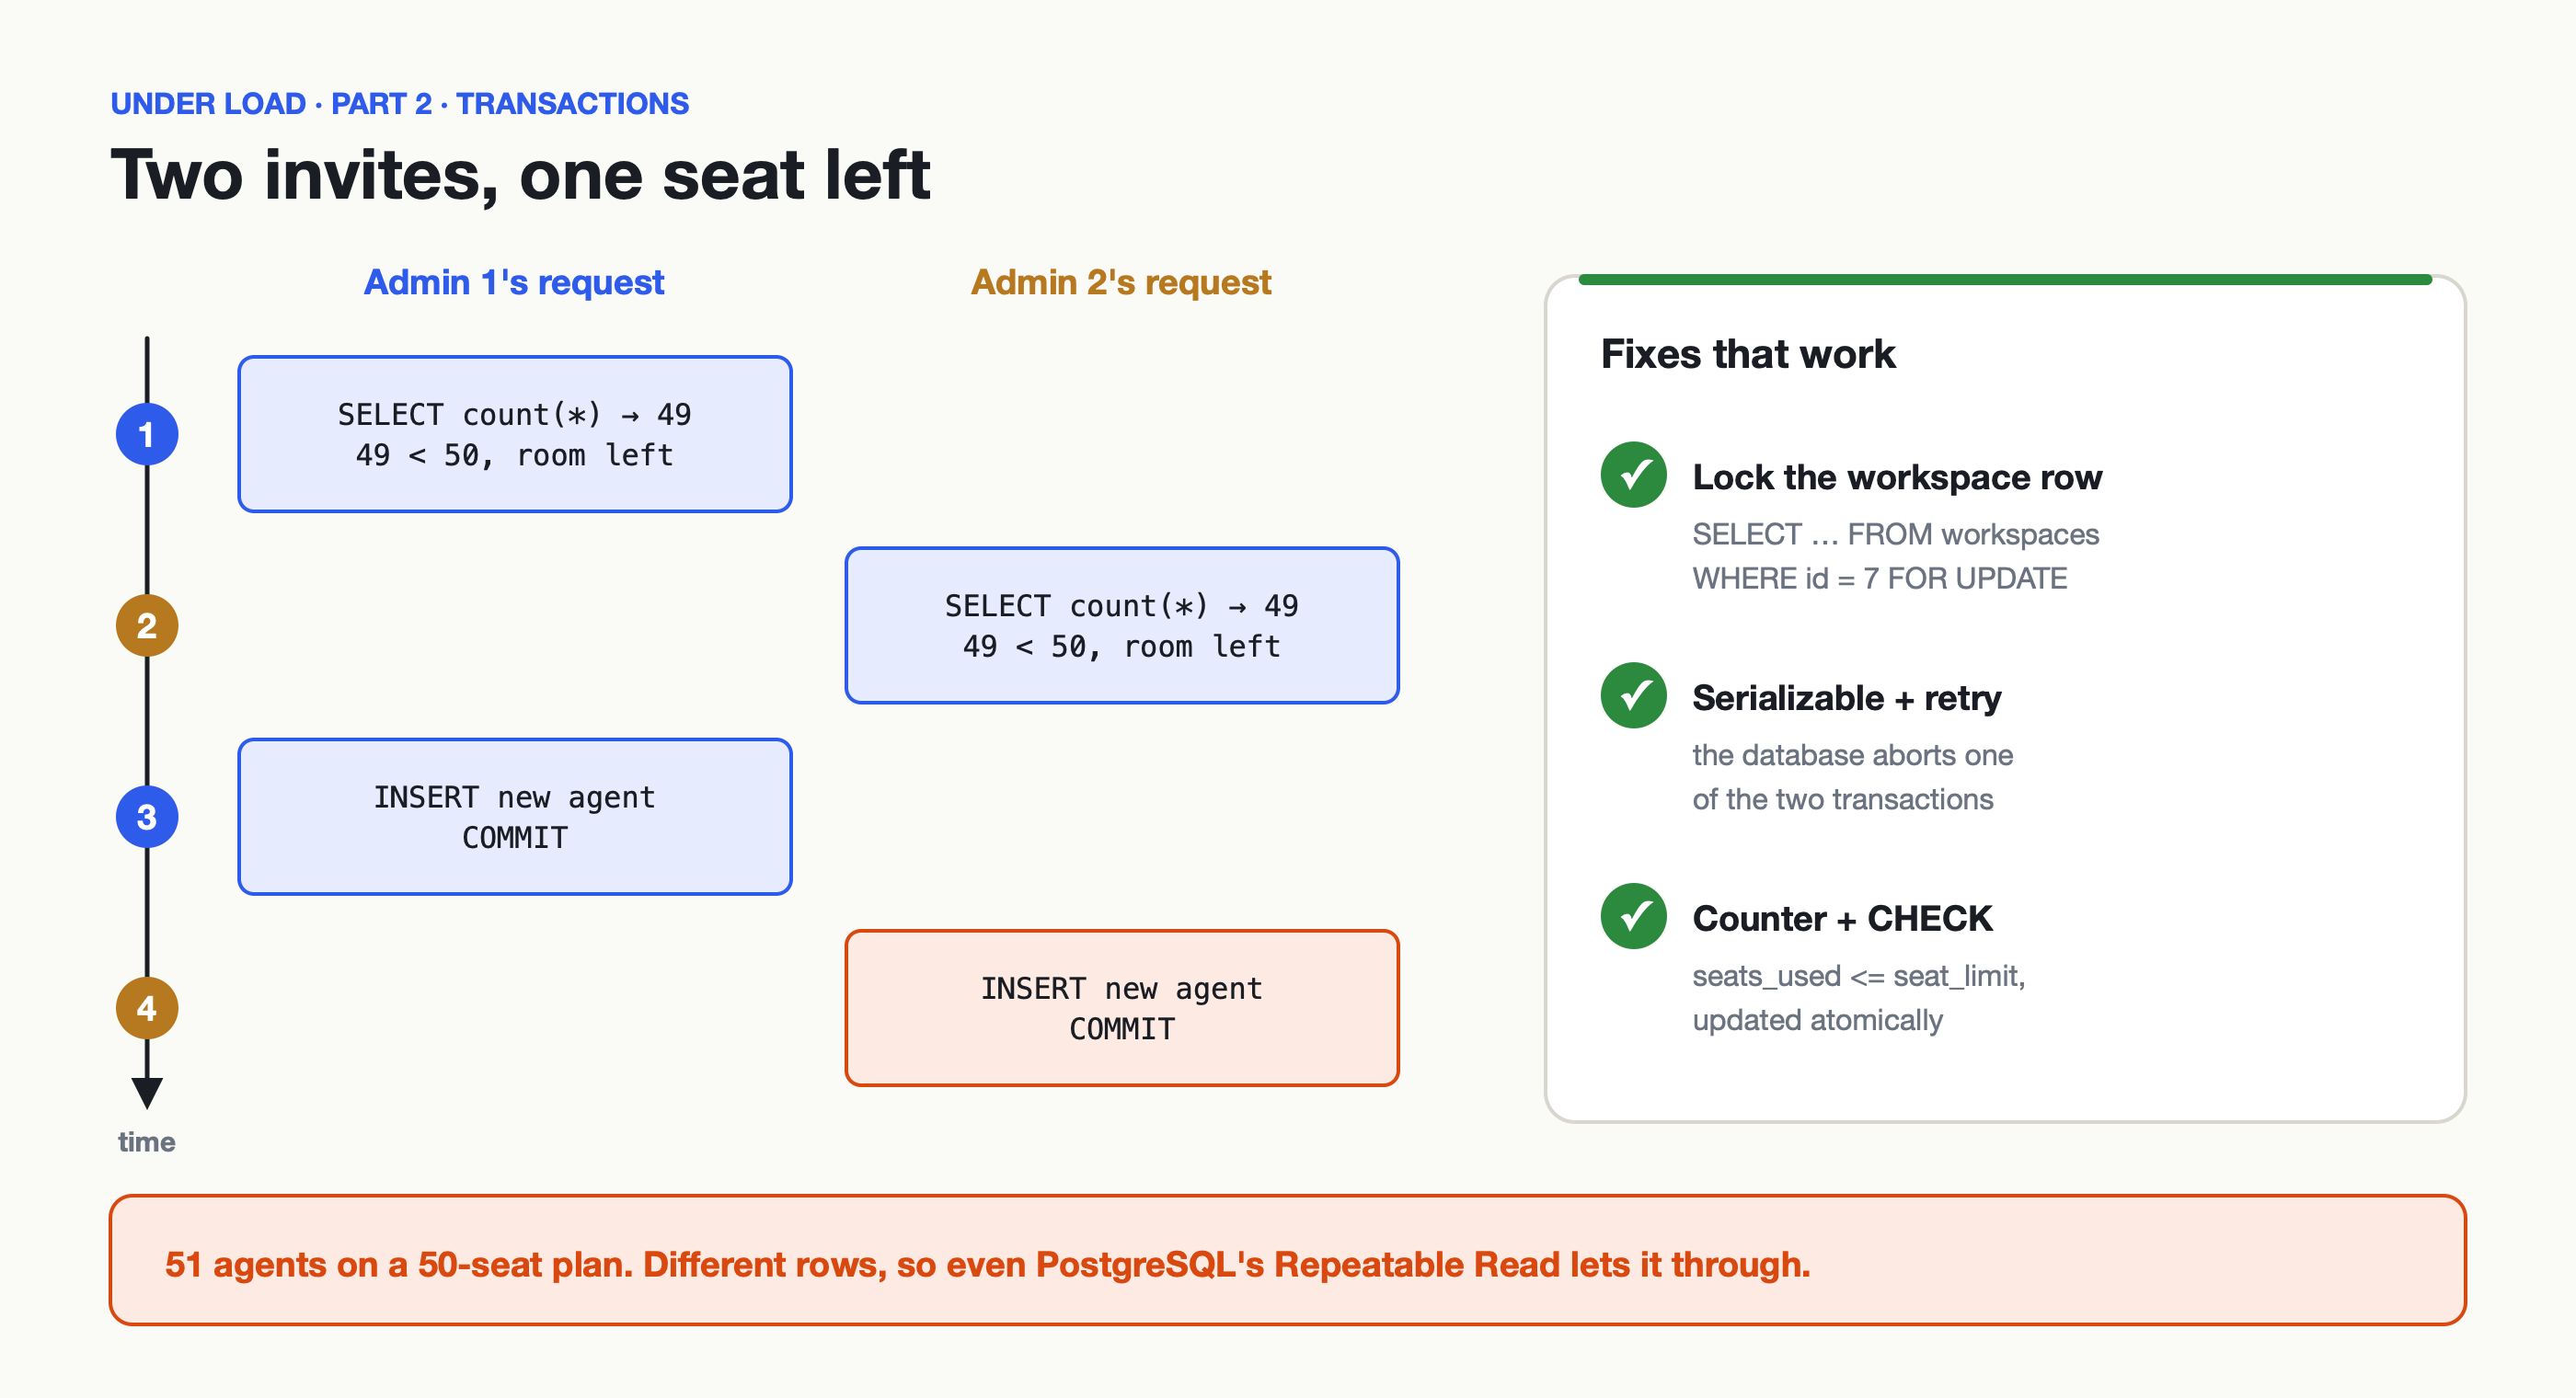 UNDER LOAD · PART 2 · TRANSACTIONS
Two invites, one seat left
Admin 1's request
Admin 2's request
1
SELECT count(*) → 49
49 < 50, room left
2
SELECT count(*) → 49
49 < 50, room left
3
INSERT new agent
COMMIT
4
INSERT new agent
COMMIT
time
Fixes that work
Lock the workspace row
SELECT … FROM workspaces
WHERE id = 7 FOR UPDATE
Serializable + retry
the database aborts one
of the two transactions
Counter + CHECK
seats_used <= seat_limit,
updated atomically
51 agents on a 50-seat plan. Different rows, so even PostgreSQL's Repeatable Read lets it through.